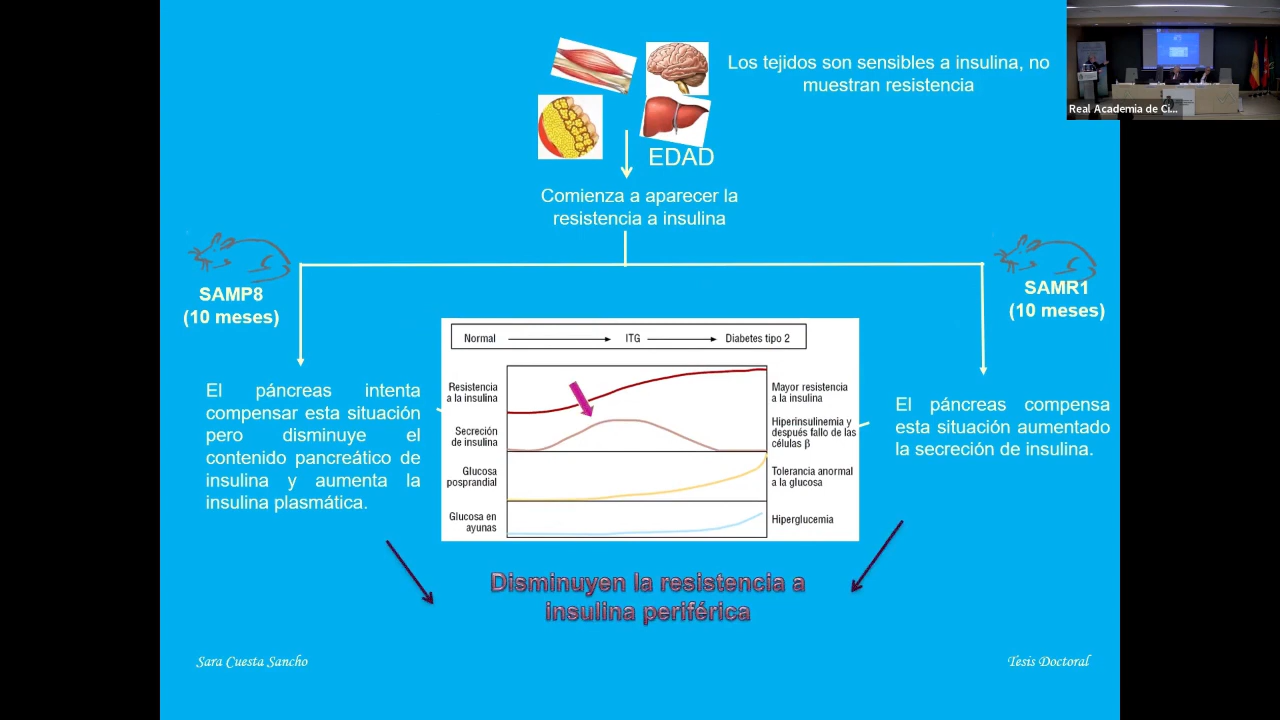 Los tejidos son sensibles a insulina, no
muestran resistencia
Real Academia de Ci...
EDAD
Comienza a aparecer la
resistencia a insulina
SAMP8
(10 meses)
SAMR1
(10 meses)
El páncreas intenta
compensar esta situación
pero disminuye el
contenido pancreático de
insulina y aumenta la
insulina plasmática.
Normal
ITG
Diabetes tipo 2
Resistencia
a la insulina
Mayor resistencia
a la insulina
Secreción
de insulina
Hiperinsulinemia y
después fallo de las
células β
Glucosa
posprandial
Tolerancia anormal
a la glucosa
Glucosa en
ayunas
Hiperglucemia
El páncreas compensa
esta situación aumentado
la secreción de insulina.
Disminuyen la resistencia a
insulina periférica
Sara Cuesta Sancho
Tesis Doctoral